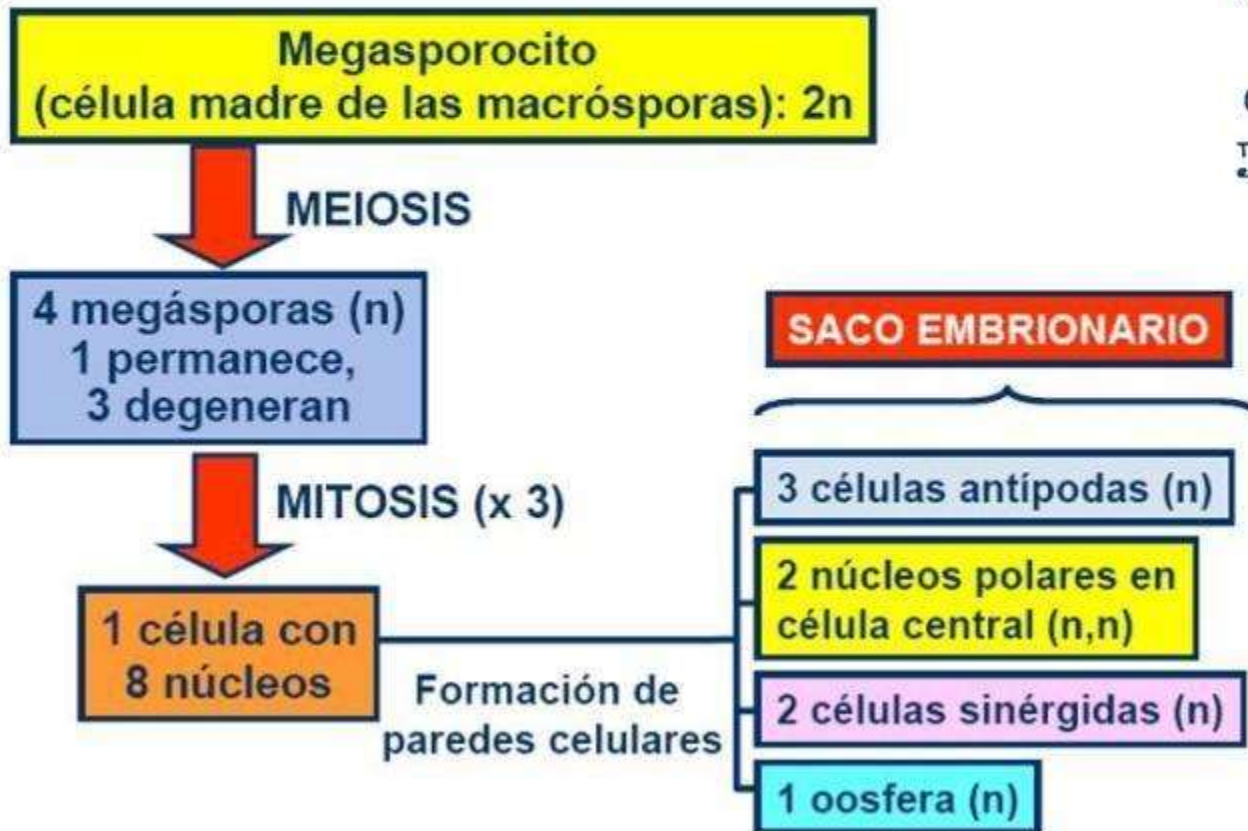 Megasporocito
(célula madre de las macrósporas): 2n
MEIOSIS
4 megásporas (n)
1 permanece,
3 degeneran
MITOSIS (x 3)
1 célula con
8 núcleos
Formación de
paredes celulares
SACO EMBRIONARIO
3 células antípodas (n)
2 núcleos polares en
célula central (n,n)
2 células sinérgidas (n)
1 oosfera (n)